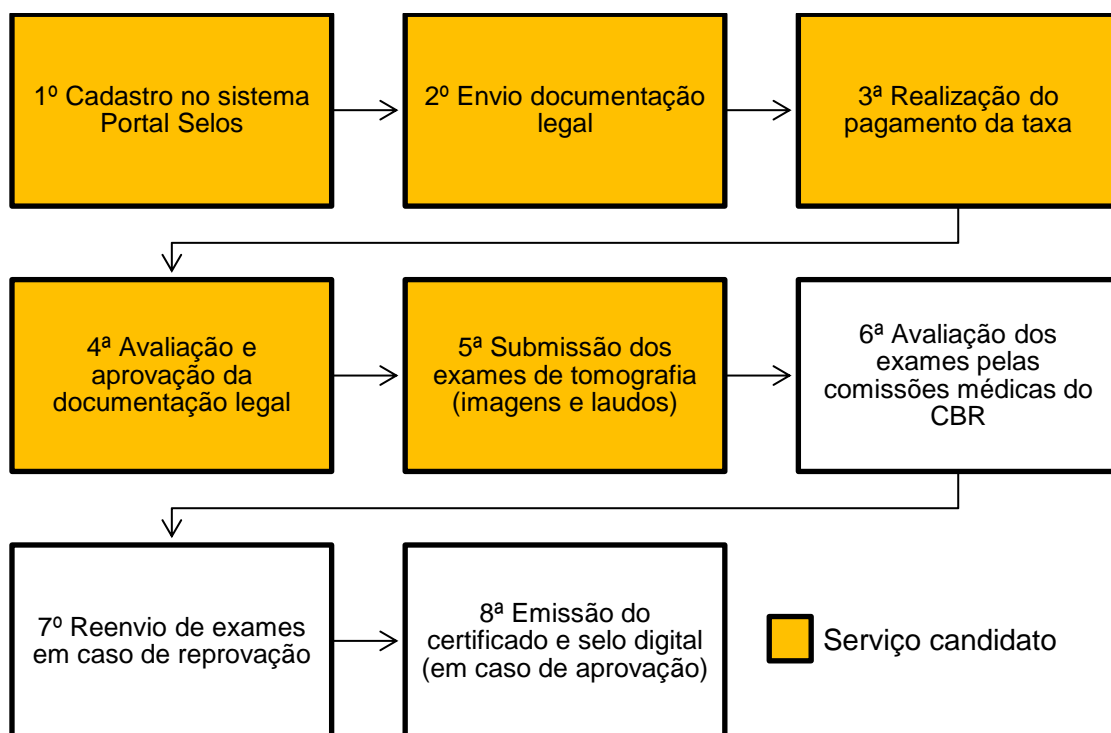 1º Cadastro no sistema
Portal Selos
2º Envio documentação
legal
3ª Realização do
pagamento da taxa
4ª Avaliação e
aprovação da
documentação legal
5ª Submissão dos
exames de tomografia
(imagens e laudos)
6ª Avaliação dos
exames pelas
comissões médicas do
CBR
7º Reenvio de exames
em caso de reprovação
8ª Emissão do
certificado e selo digital
(em caso de aprovação)
Serviço candidato